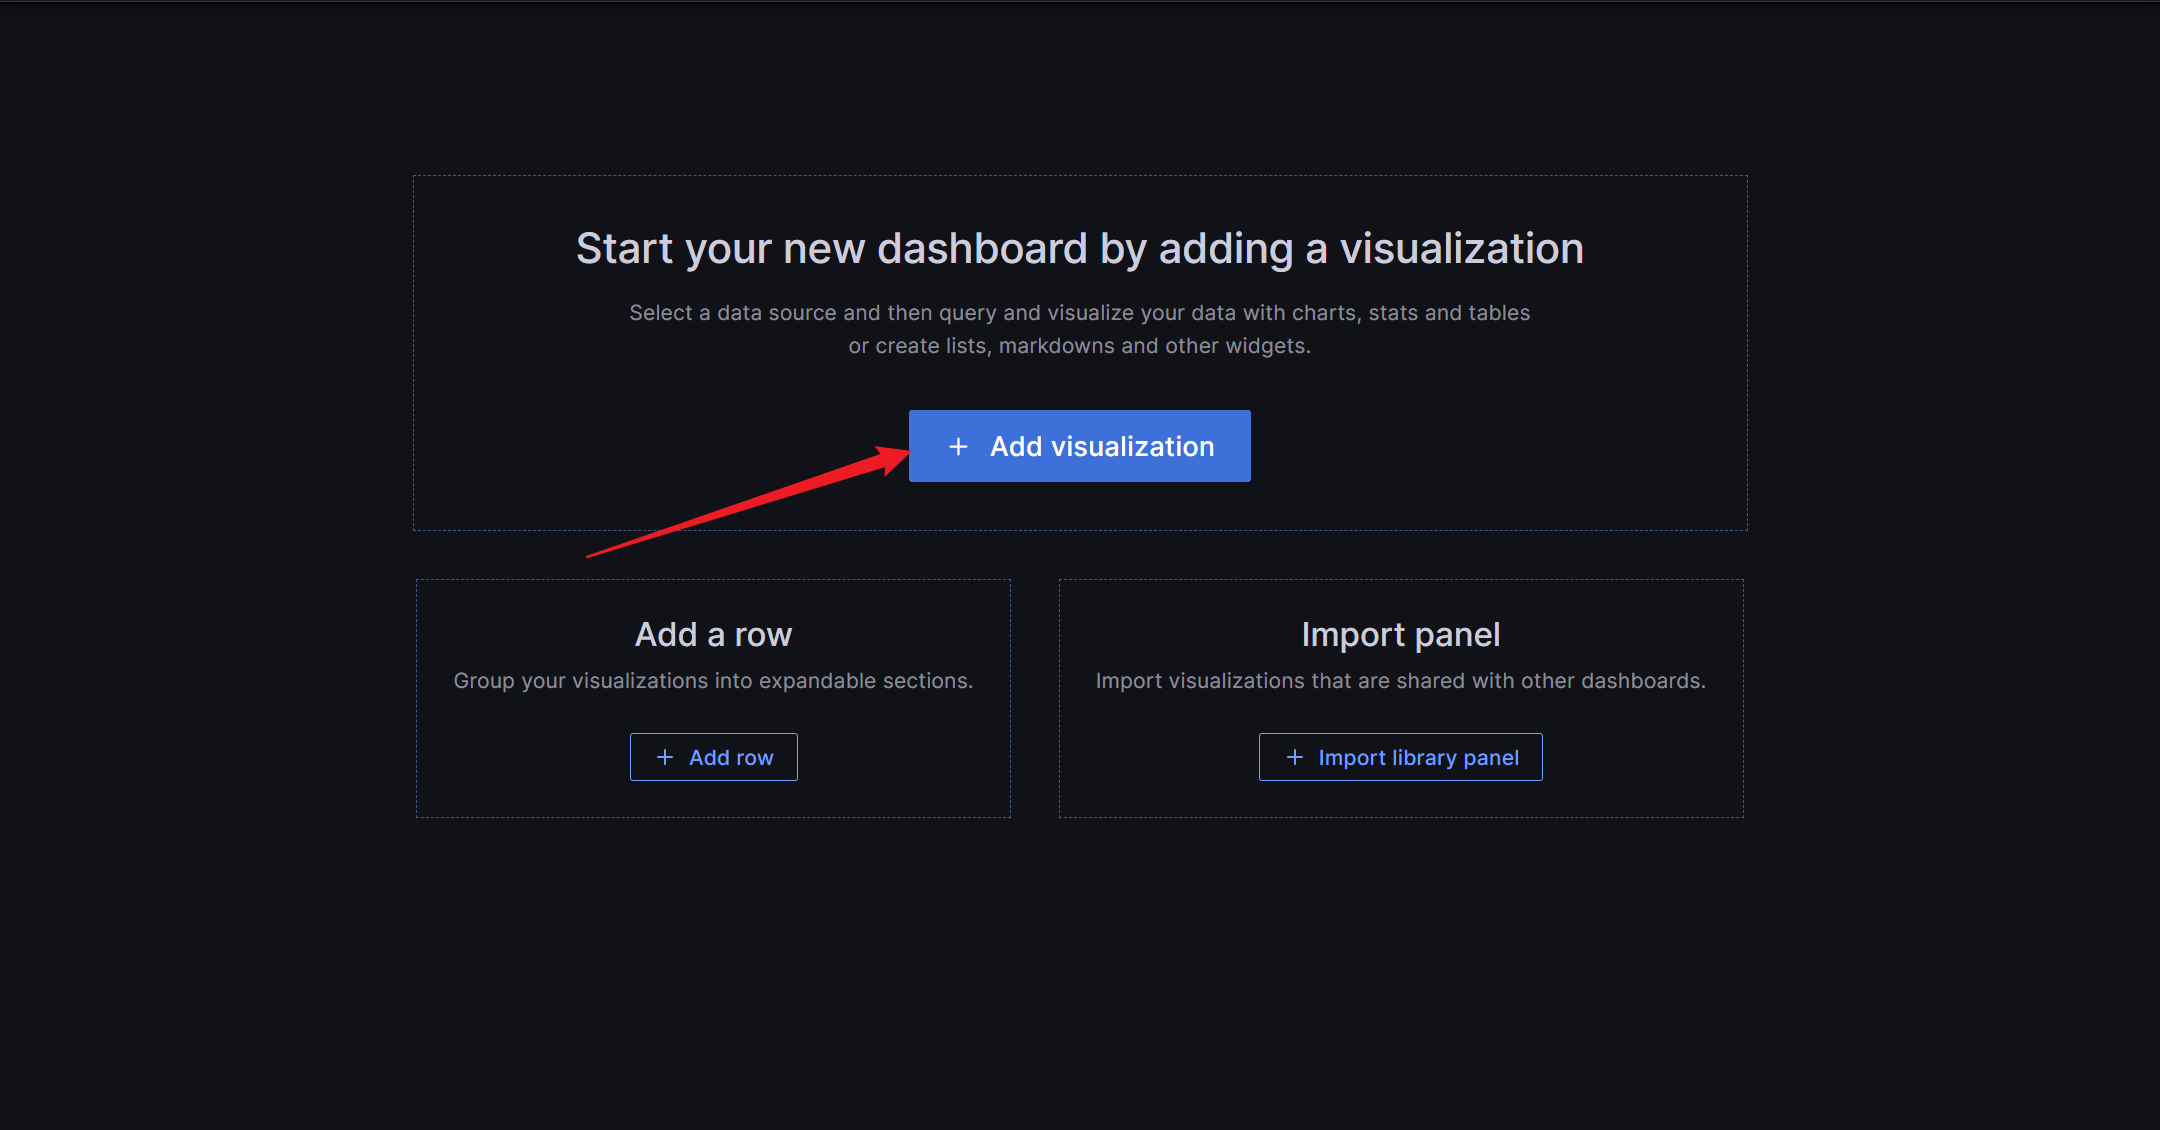 Start your new dashboard by adding a visualization
Select a data source and then query and visualize your data with charts, stats and tables
or create lists, markdowns and other widgets.
+ Add visualization
Add a row
Group your visualizations into expandable sections.
+ Add row
Import panel
Import visualizations that are shared with other dashboards.
+ Import library panel